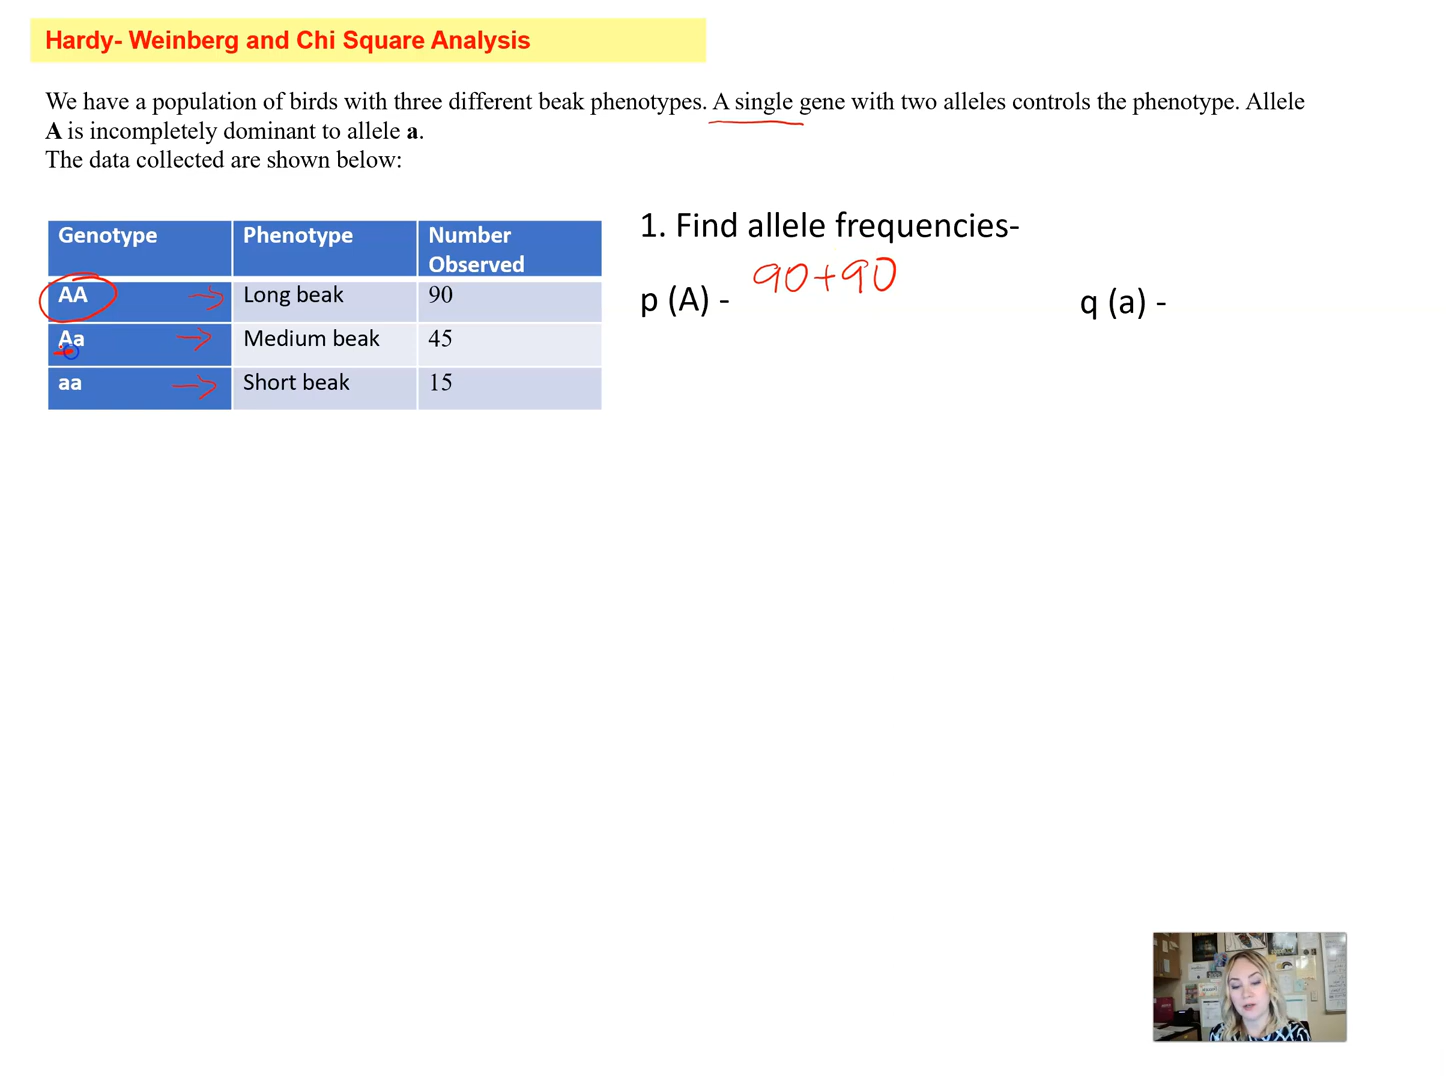 Hardy- Weinberg and Chi Square Analysis
We have a population of birds with three different beak phenotypes. A single gene with two alleles controls the phenotype. Allele
A is incompletely dominant to allele a.
The data collected are shown below:
Genotype Phenotype Number
Observed
AA Long beak 90
Aa Medium beak 45
aa Short beak 15
1. Find allele frequencies-
90+90
p (A) -
q (a) -